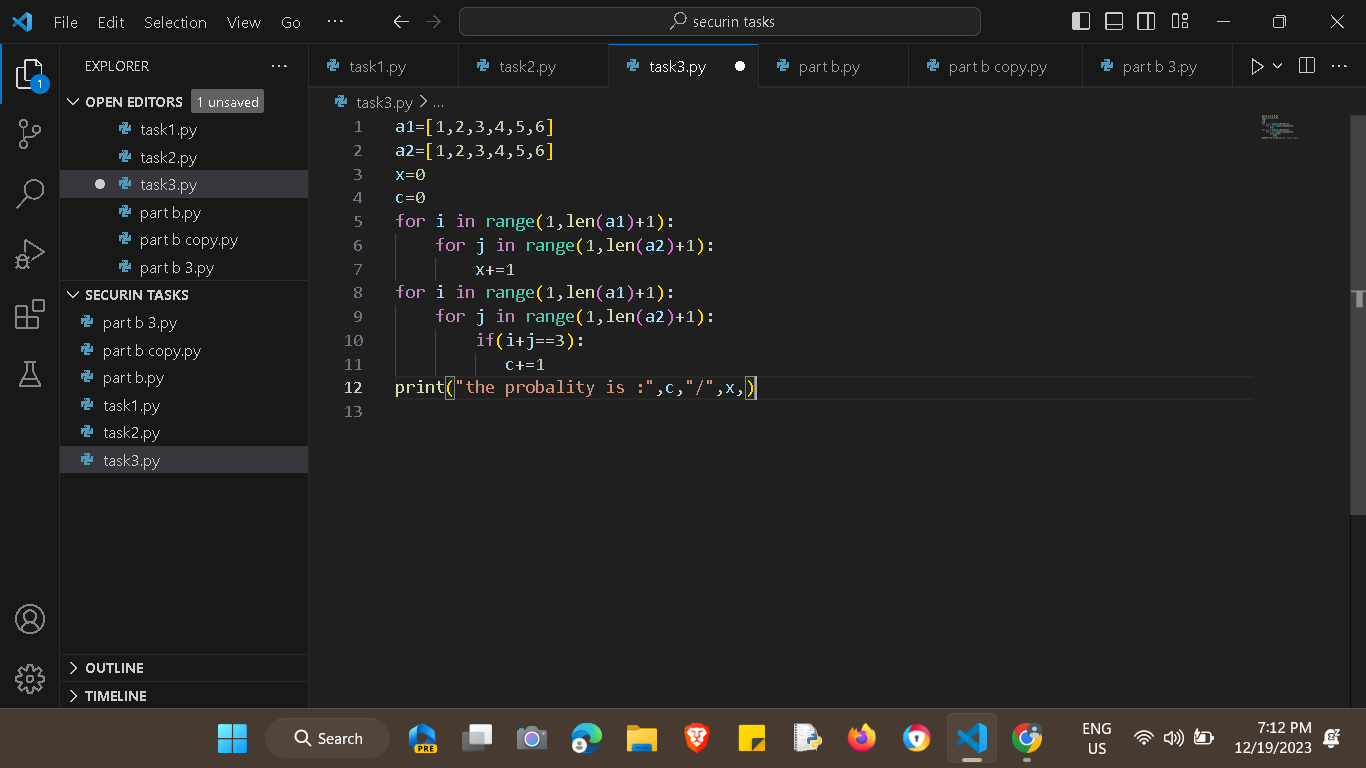 File Edit Selection View Go ···
securin tasks
EXPLORER ···
task1.py task2.py task3.py part b.py part b copy.py part b 3.py
OPEN EDITORS 1 unsaved
1
task1.py
task2.py
task3.py
part b.py
part b copy.py
part b 3.py
SECURIN TASKS
part b 3.py
part b copy.py
part b.py
task1.py
task2.py
task3.py
OUTLINE
TIMELINE
task3.py > ...
1 a1=[1,2,3,4,5,6]
2 a2=[1,2,3,4,5,6]
3 x=0
4 c=0
5 for i in range(1,len(a1)+1):
6 for j in range(1,len(a2)+1):
7 x+=1
8 for i in range(1,len(a1)+1):
9 for j in range(1,len(a2)+1):
10 if(i+j==3):
11 c+=1
12 print("the probality is :",c,"/",x,)
13
Search
PRE
ENG
US
7:12 PM
12/19/2023